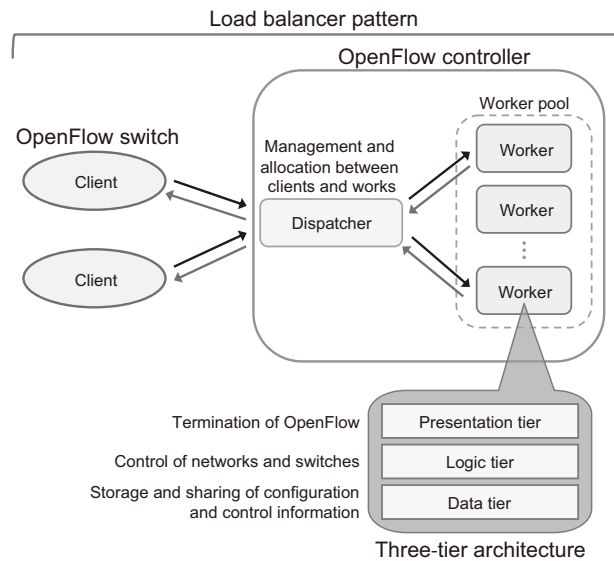 Load balancer pattern
OpenFlow controller
Worker pool
OpenFlow switch
Management and
allocation between
clients and works
Client
Client
Dispatcher
Worker
Worker
Worker
Termination of OpenFlow
Presentation tier
Control of networks and switches
Logic tier
Storage and sharing of configuration
and control information
Data tier
Three-tier architecture